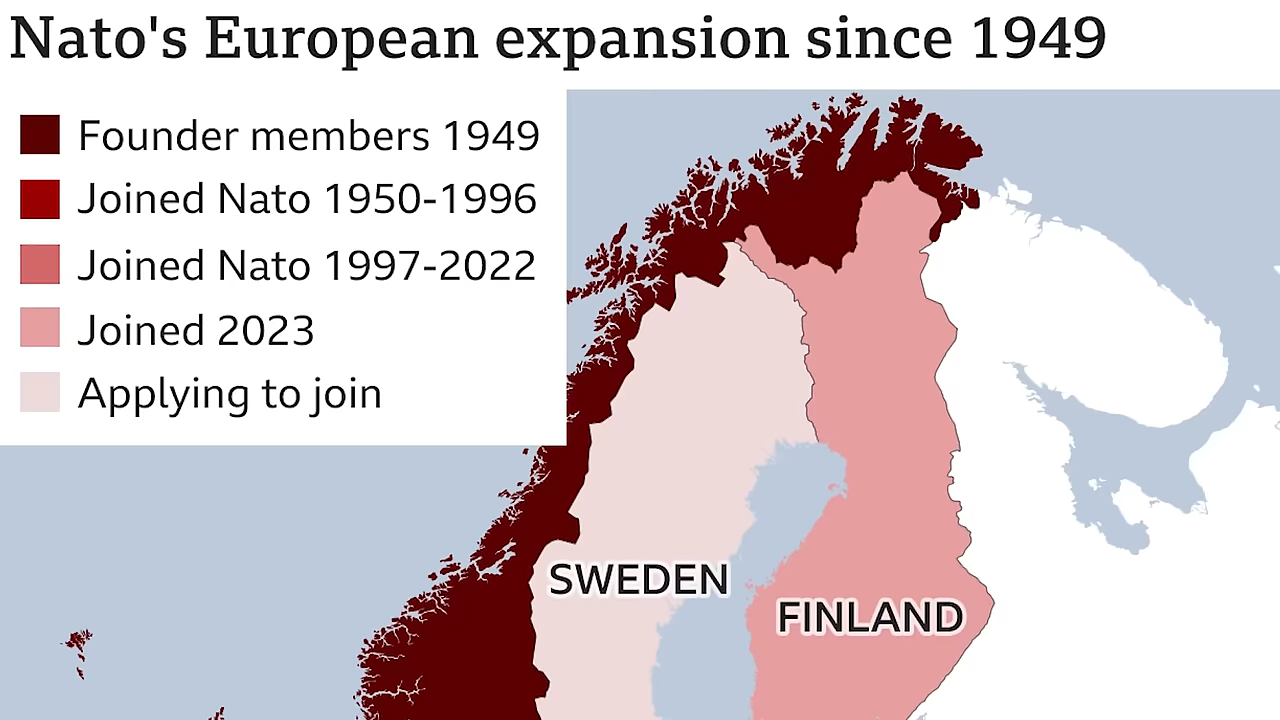 Nato's European expansion since 1949
Founder members 1949
Joined Nato 1950-1996
Joined Nato 1997-2022
Joined 2023
Applying to join
SWEDEN
FINLAND